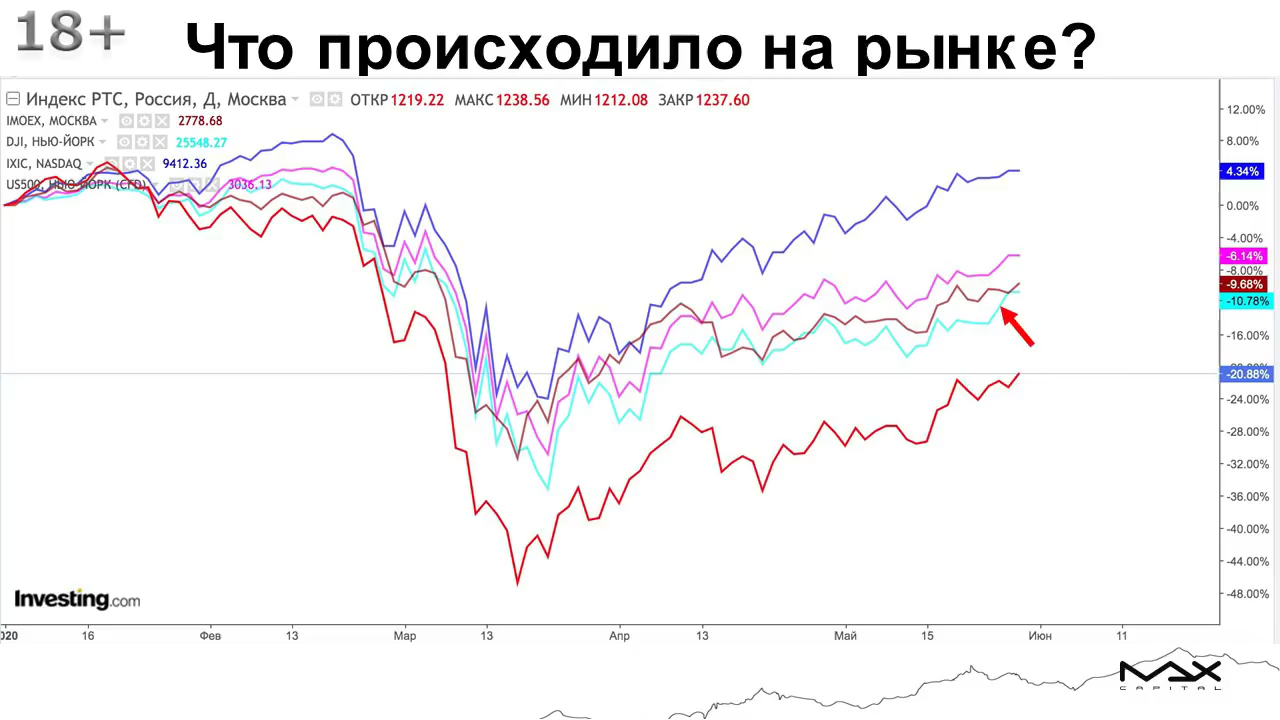 18+
Что происходило на рынке?
Индекс РТС, Россия, Д, Москва ОТКР 1219.22 МАКС 1238.56 МИН 1212.08 ЗАКР 1237.60
IMOEX, МОСКВА 2778.68
DJI, НЬЮ-ЙОРК 25548.27
IXIC, NASDAQ 9412.36
US500, НЬЮ-ЙОРК (CFD) 3036.13
12.00%
8.00%
4.34%
0.00%
-4.00%
-6.14%
-8.00%
-9.68%
-10.78%
-16.00%
-20.88%
-24.00%
-28.00%
-32.00%
-36.00%
-40.00%
-44.00%
-48.00%
Investing.com
020 16 Фев 13 Мар 13 Апр 13 Май 15 Июн 11
MAX
CAPITAL